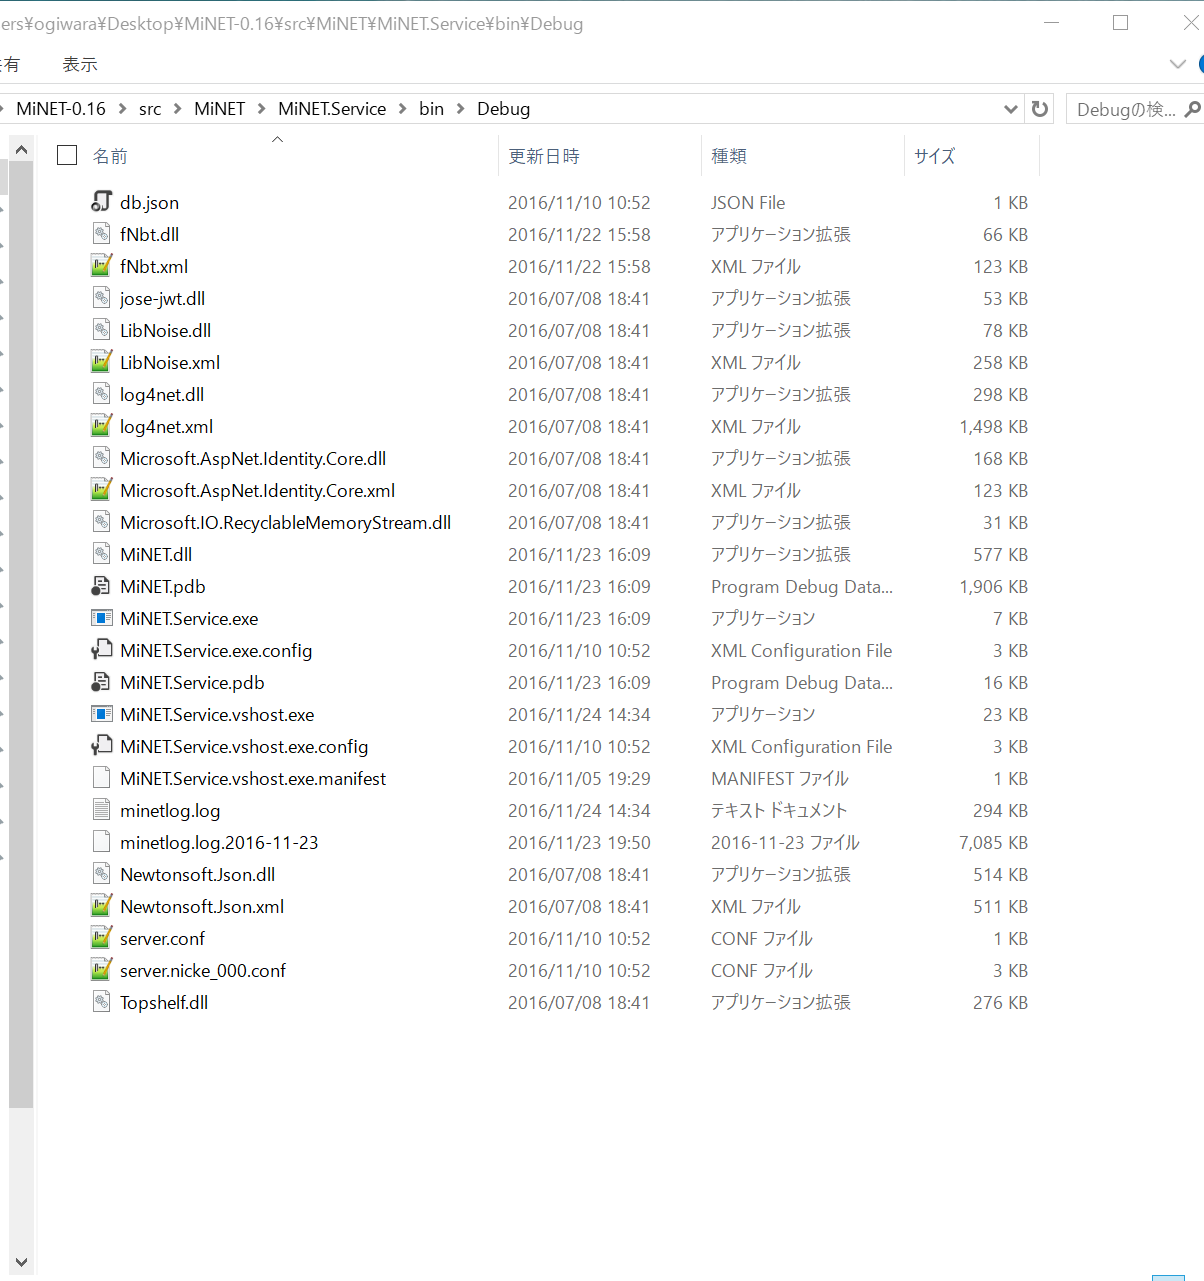 ers¥ogiwara¥Desktop¥MiNET-0.16¥src¥MiNET¥MiNET.Service¥bin¥Debug
有 表示
MiNET-0.16 > src > MiNET > MiNET.Service > bin > Debug Debugの検...
名前 更新日時 種類 サイズ
db.json 2016/11/10 10:52 JSON File 1 KB
fNbt.dll 2016/11/22 15:58 アプリケーション拡張 66 KB
fNbt.xml 2016/11/22 15:58 XML ファイル 123 KB
jose-jwt.dll 2016/07/08 18:41 アプリケーション拡張 53 KB
LibNoise.dll 2016/07/08 18:41 アプリケーション拡張 78 KB
LibNoise.xml 2016/07/08 18:41 XML ファイル 258 KB
log4net.dll 2016/07/08 18:41 アプリケーション拡張 298 KB
log4net.xml 2016/07/08 18:41 XML ファイル 1,498 KB
Microsoft.AspNet.Identity.Core.dll 2016/07/08 18:41 アプリケーション拡張 168 KB
Microsoft.AspNet.Identity.Core.xml 2016/07/08 18:41 XML ファイル 123 KB
Microsoft.IO.RecyclableMemoryStream.dll 2016/07/08 18:41 アプリケーション拡張 31 KB
MiNET.dll 2016/11/23 16:09 アプリケーション拡張 577 KB
MiNET.pdb 2016/11/23 16:09 Program Debug Data... 1,906 KB
MiNET.Service.exe 2016/11/23 16:09 アプリケーション 7 KB
MiNET.Service.exe.config 2016/11/10 10:52 XML Configuration File 3 KB
MiNET.Service.pdb 2016/11/23 16:09 Program Debug Data... 16 KB
MiNET.Service.vshost.exe 2016/11/24 14:34 アプリケーション 23 KB
MiNET.Service.vshost.exe.config 2016/11/10 10:52 XML Configuration File 3 KB
MiNET.Service.vshost.exe.manifest 2016/11/05 19:29 MANIFEST ファイル 1 KB
minetlog.log 2016/11/24 14:34 テキスト ドキュメント 294 KB
minetlog.log.2016-11-23 2016/11/23 19:50 2016-11-23 ファイル 7,085 KB
Newtonsoft.Json.dll 2016/07/08 18:41 アプリケーション拡張 514 KB
Newtonsoft.Json.xml 2016/07/08 18:41 XML ファイル 511 KB
server.conf 2016/11/10 10:52 CONF ファイル 1 KB
server.nicke_000.conf 2016/11/10 10:52 CONF ファイル 3 KB
Topshelf.dll 2016/07/08 18:41 アプリケーション拡張 276 KB